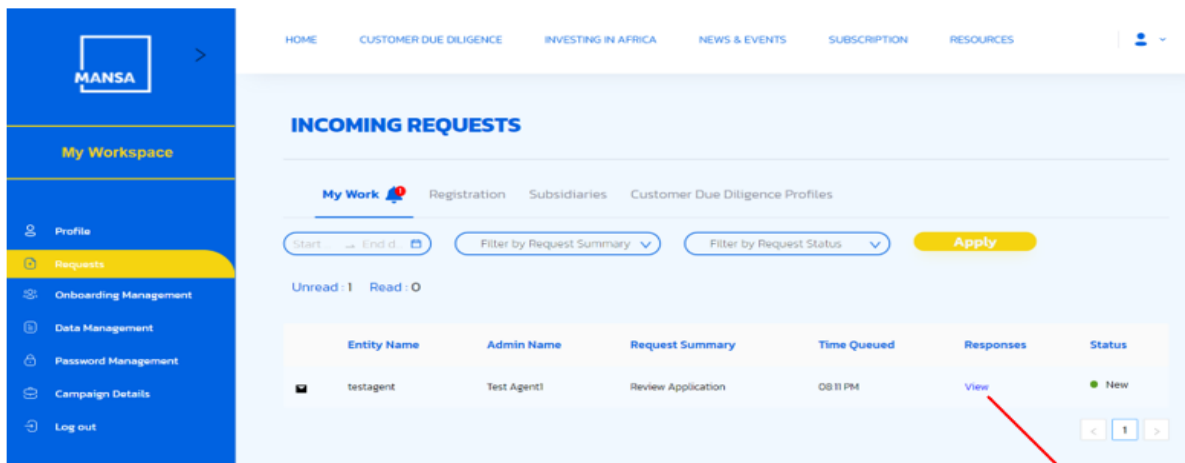 HOME CUSTOMER DUE DILIGENCE INVESTING IN AFRICA NEWS & EVENTS SUBSCRIPTION RESOURCES
MANSA
My Workspace
Profile
Requests
Onboarding Management
Data Management
Password Management
Campaign Details
Log out
INCOMING REQUESTS
My Work Registration Subsidiaries Customer Due Diligence Profiles
Start End d Filter by Request Summary Filter by Request Status Apply
Unread : 1 Read : 0
Entity Name Admin Name Request Summary Time Queued Responses Status
testagent Test Agent1 Review Application 08:11 PM View New
< 1 >